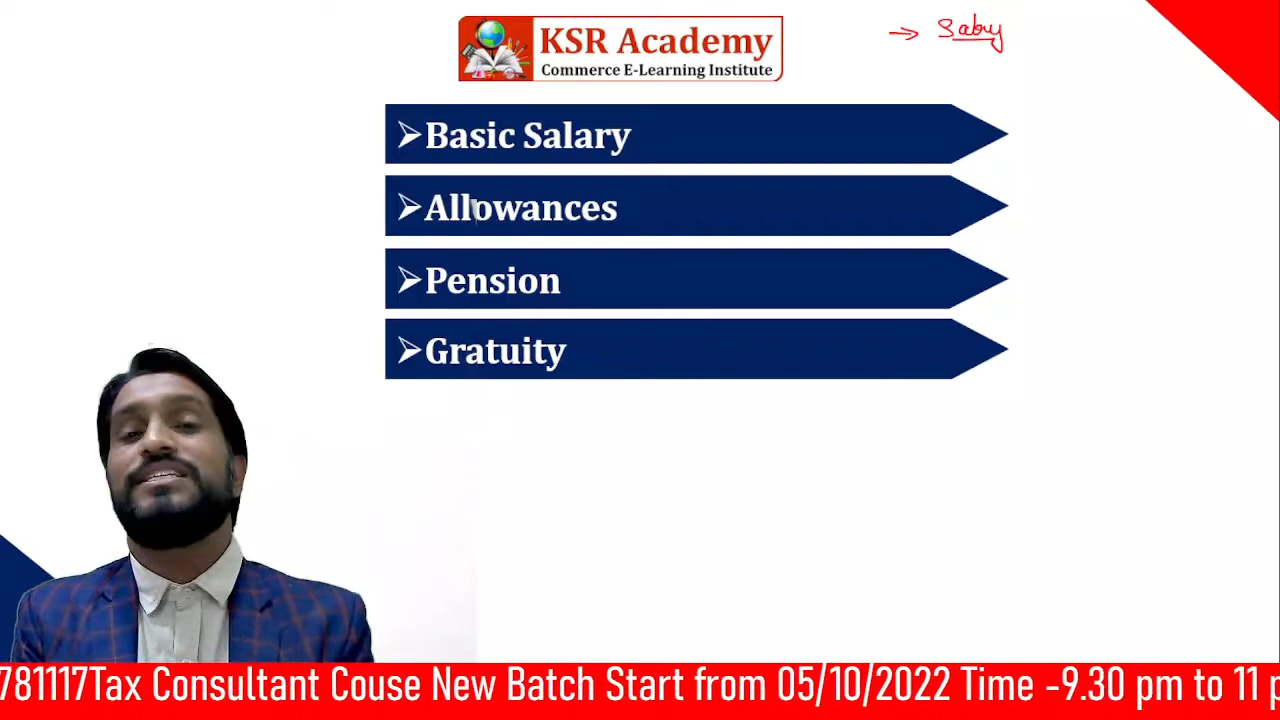 KSR Academy
Commerce E-Learning Institute
→ Salary
➢Basic Salary
➢Allowances
➢Pension
➢Gratuity
781117Tax Consultant Couse New Batch Start from 05/10/2022 Time -9.30 pm to 11 p